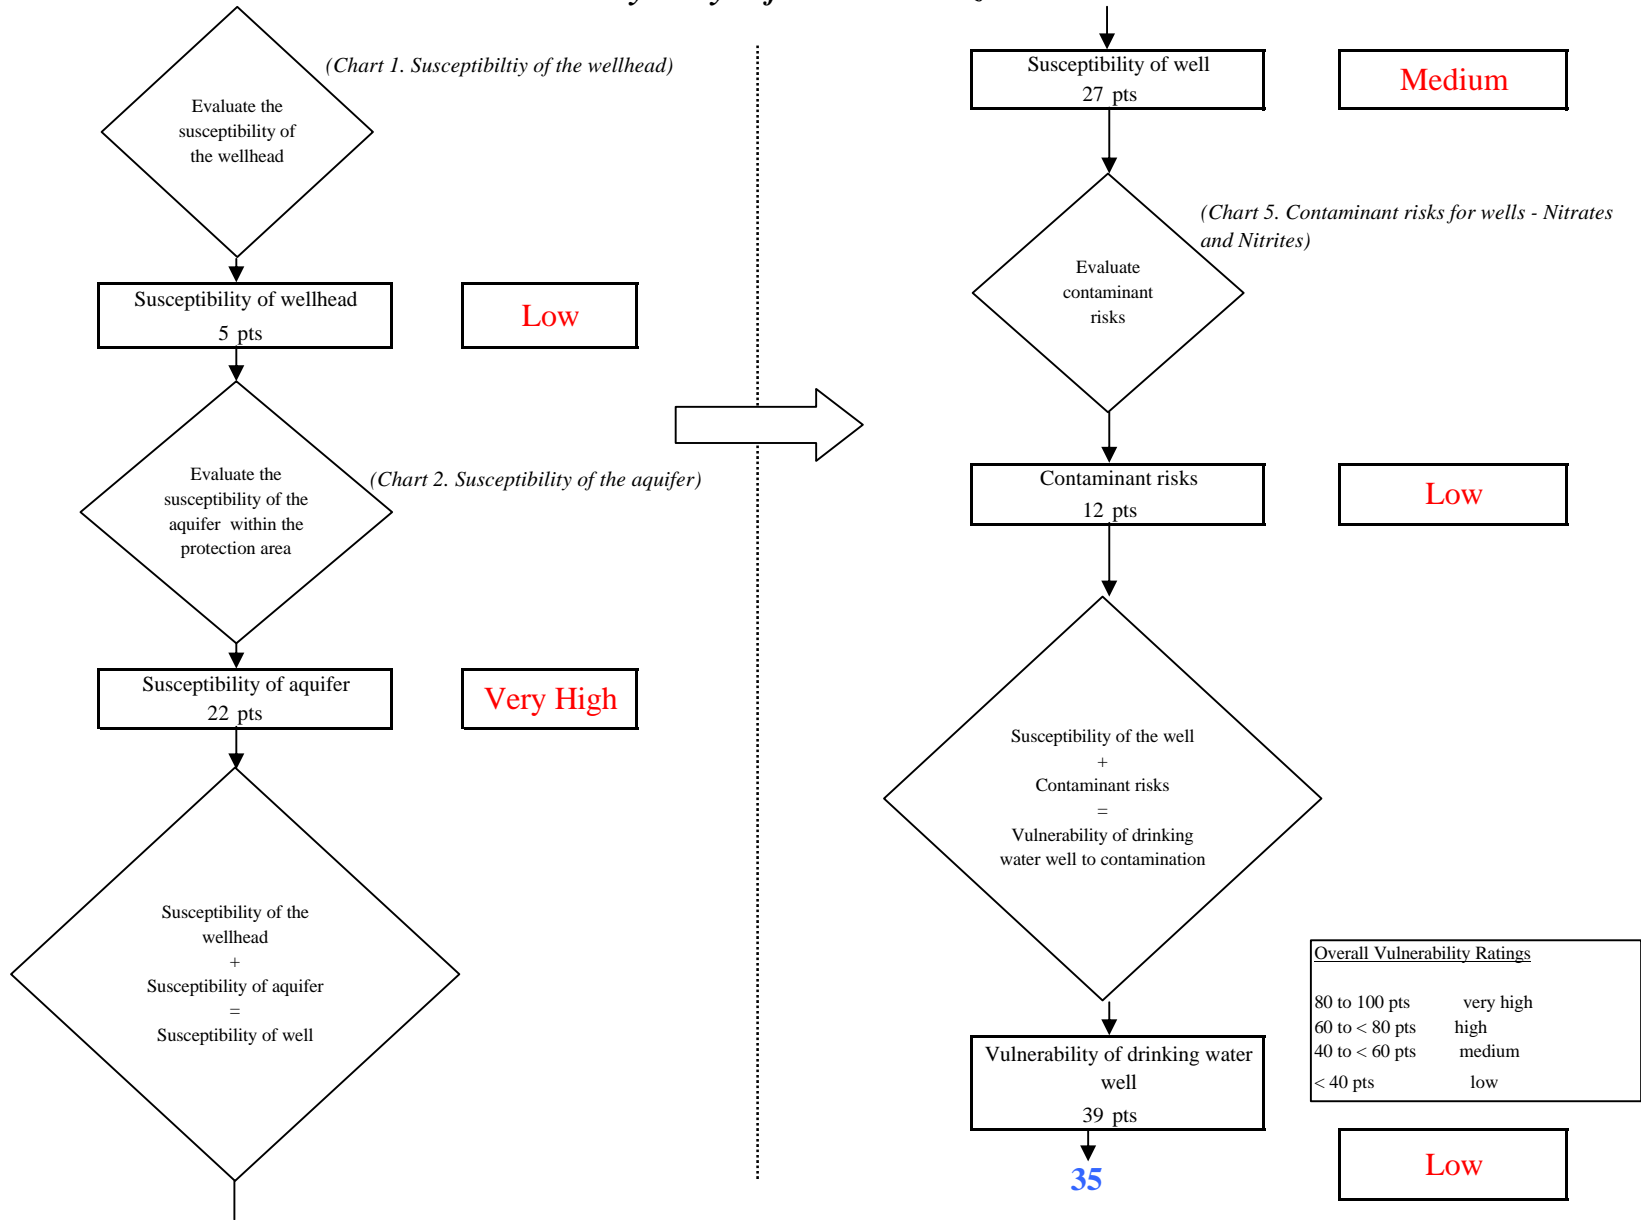 (Chart 1. Susceptibiltiy of the wellhead)
Evaluate the
susceptibility of
the wellhead
Susceptibility of wellhead
5 pts
Low
Evaluate the
susceptibility of the
aquifer within the
protection area
(Chart 2. Susceptibility of the aquifer)
Susceptibility of aquifer
22 pts
Very High
Susceptibility of the
wellhead
+
Susceptibility of aquifer
=
Susceptibility of well
Susceptibility of well
27 pts
Medium
(Chart 5. Contaminant risks for wells - Nitrates
and Nitrites)
Evaluate
contaminant
risks
Contaminant risks
12 pts
Low
Susceptibility of the well
+
Contaminant risks
=
Vulnerability of drinking
water well to contamination
Overall Vulnerability Ratings
80 to 100 pts very high
60 to < 80 pts high
40 to < 60 pts medium
< 40 pts low
Vulnerability of drinking water
well
39 pts
35
Low